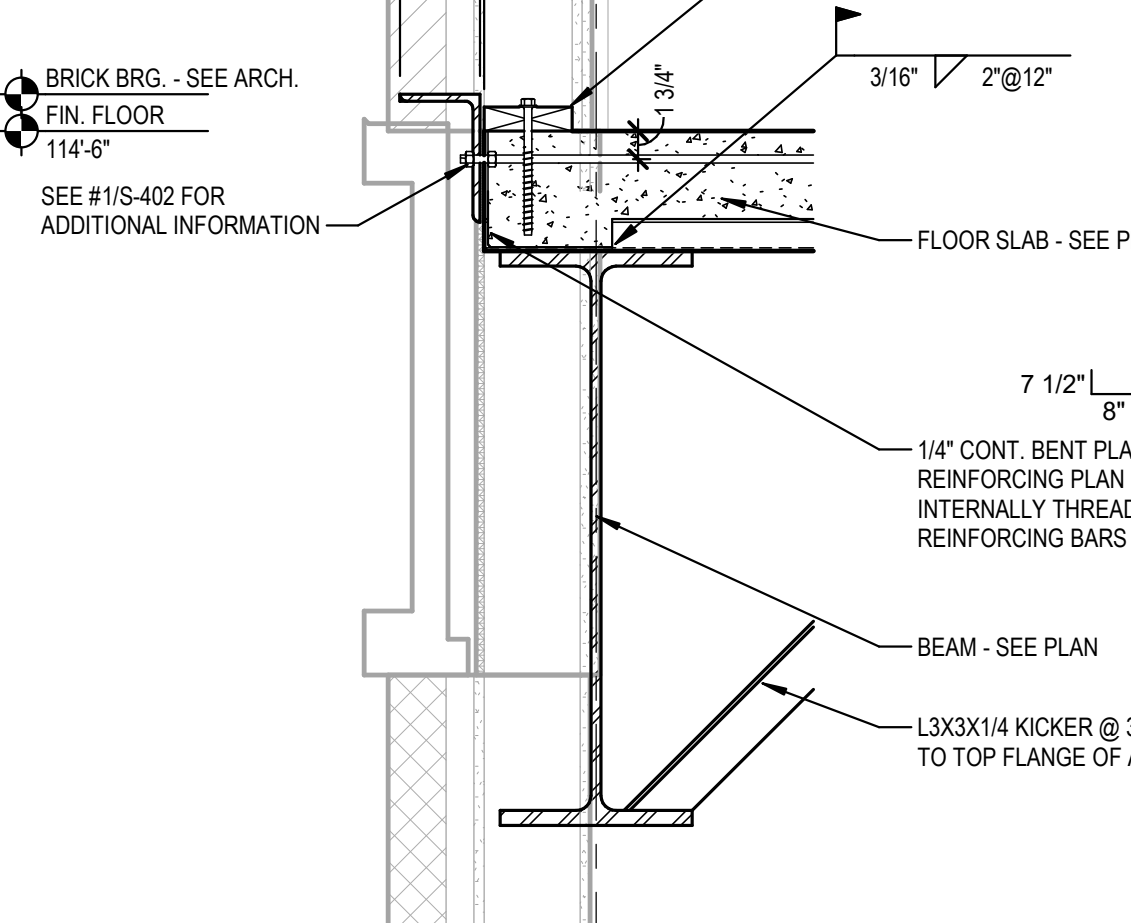 BRICK BRG. - SEE ARCH.
FIN. FLOOR
114'-6"
SEE #1/S-402 FOR
ADDITIONAL INFORMATION
1 3/4"
3/16" 2"@12"
FLOOR SLAB - SEE P
7 1/2"
8"
1/4" CONT. BENT PLA
REINFORCING PLAN
INTERNALLY THREAD
REINFORCING BARS
BEAM - SEE PLAN
L3X3X1/4 KICKER @ 3
TO TOP FLANGE OF A